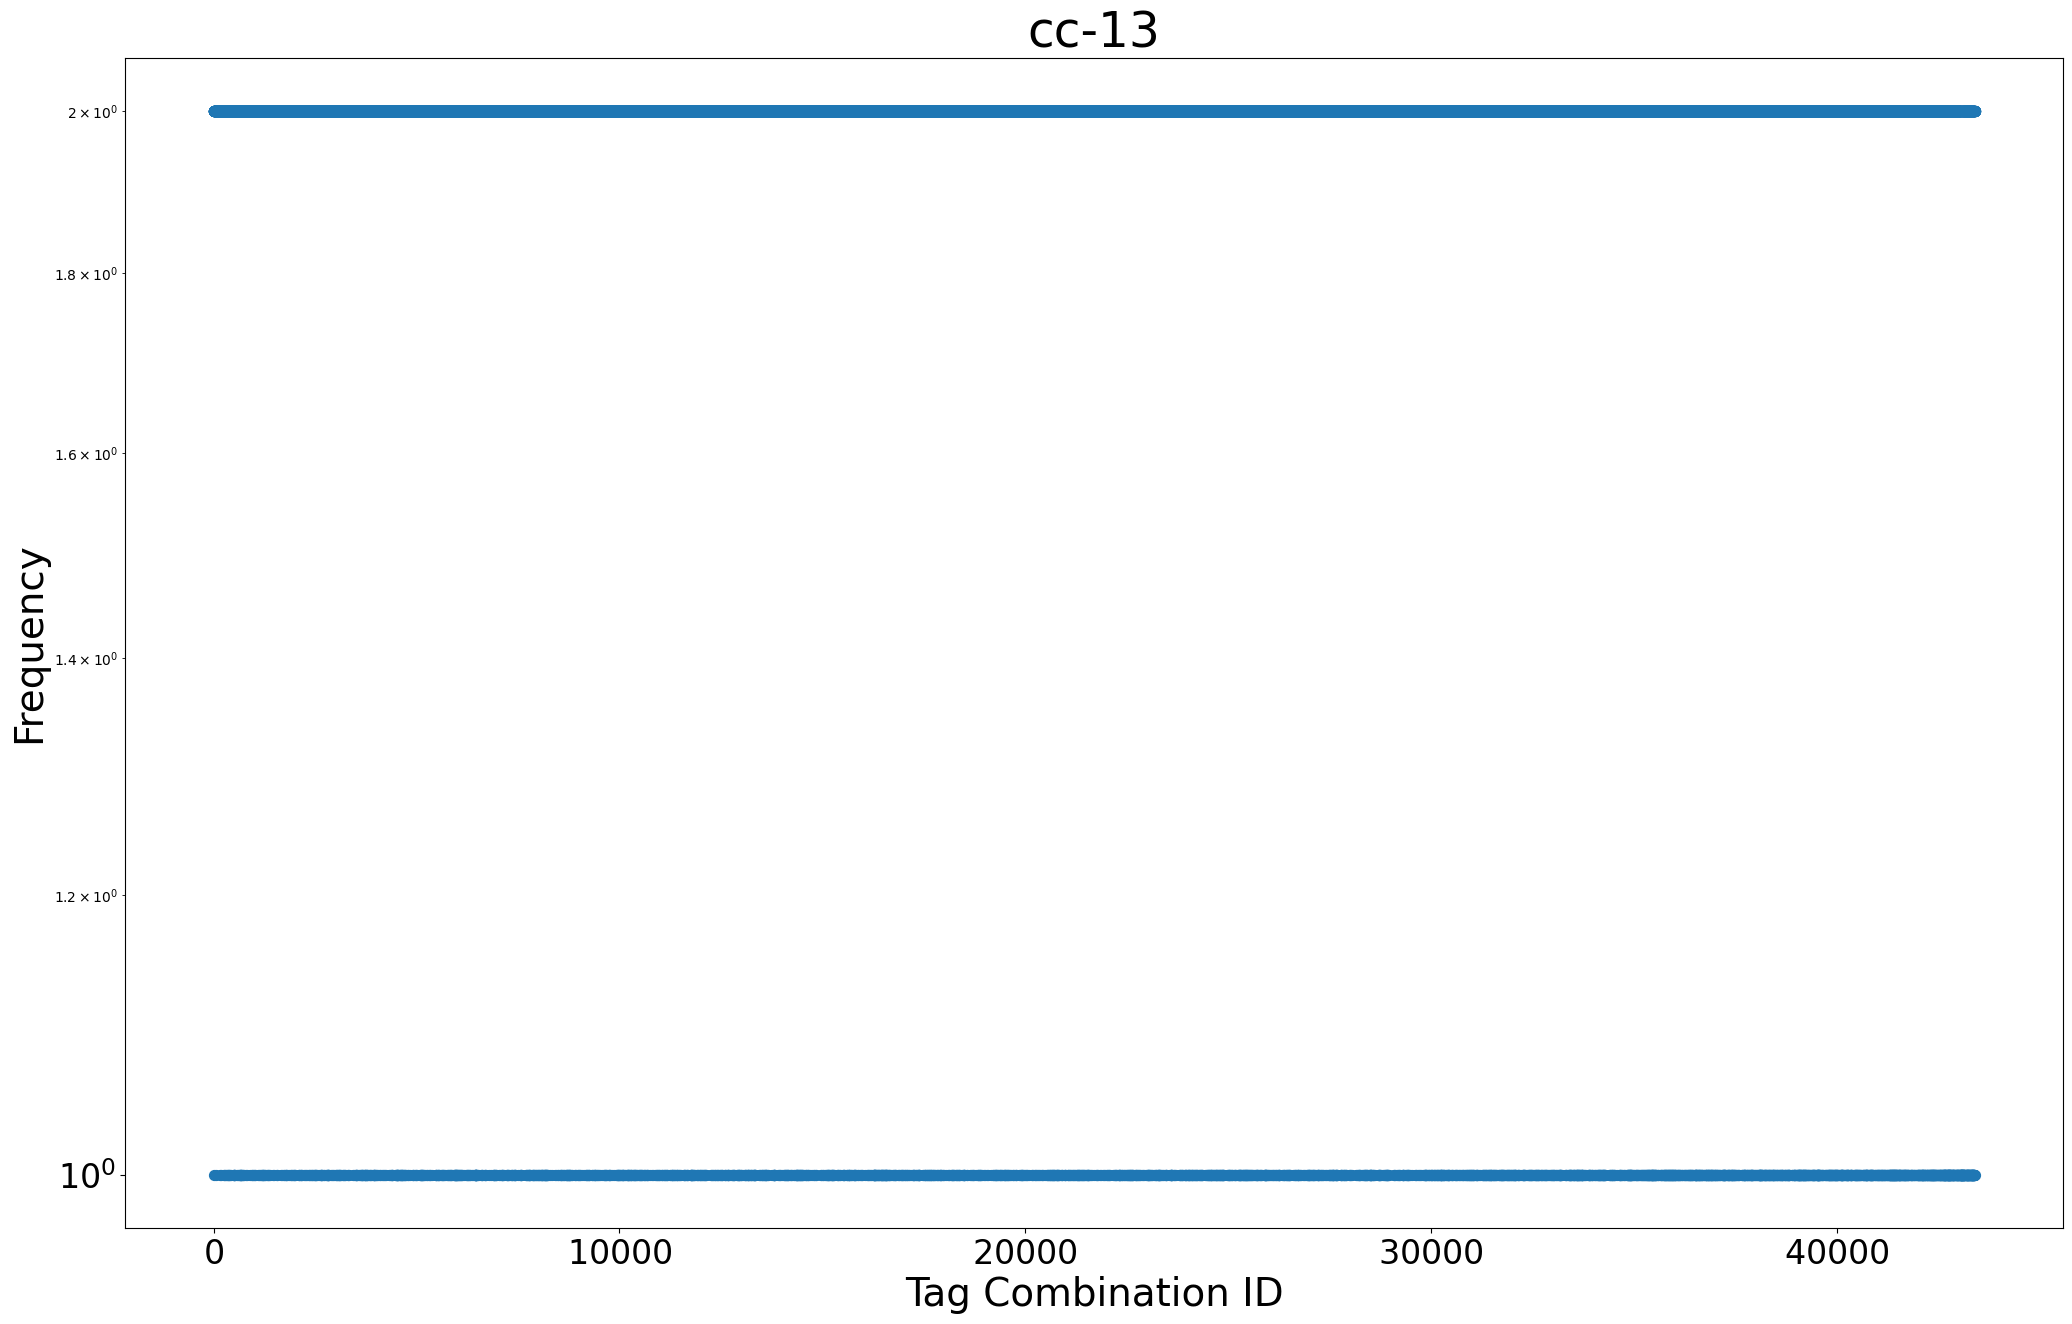 cc-13
2 × 10⁰
1.8 × 10⁰
1.6 × 10⁰
1.4 × 10⁰
1.2 × 10⁰
10⁰
Frequency
0 10000 20000 30000 40000
Tag Combination ID